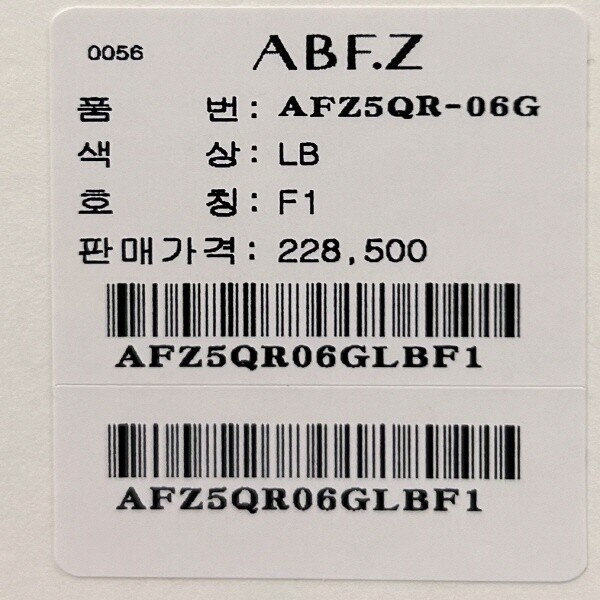 0056 ABF.Z
품 번: AFZ5QR-06G
색 상: LB
호 칭: F1
판매가격: 228,500
AFZ5QR06GLBF1
AFZ5QR06GLBF1